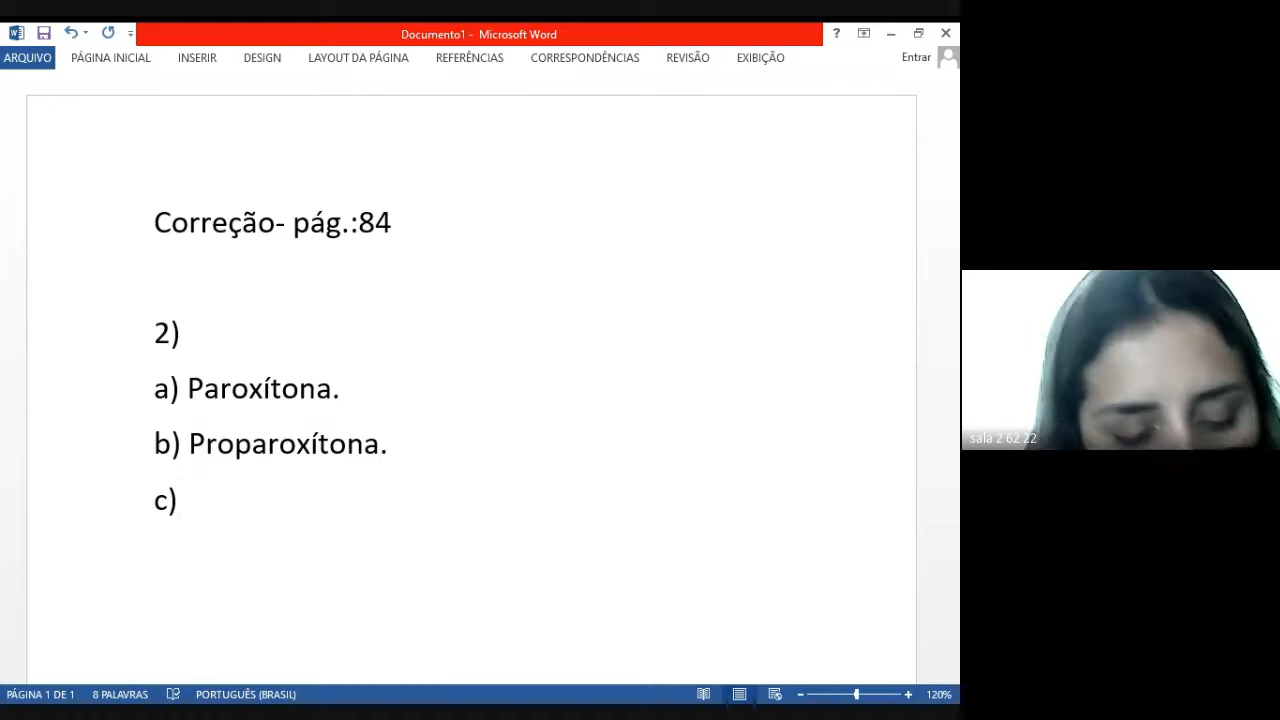 Documento1 - Microsoft Word
?
ARQUIVO PÁGINA INICIAL INSERIR DESIGN LAYOUT DA PÁGINA REFERÊNCIAS CORRESPONDÊNCIAS REVISÃO EXIBIÇÃO Entrar
Correção- pág.:84
2)
a) Paroxítona.
b) Proparoxítona.
c)
sala 2 62 22
PÁGINA 1 DE 1 8 PALAVRAS PORTUGUÊS (BRASIL) 120%